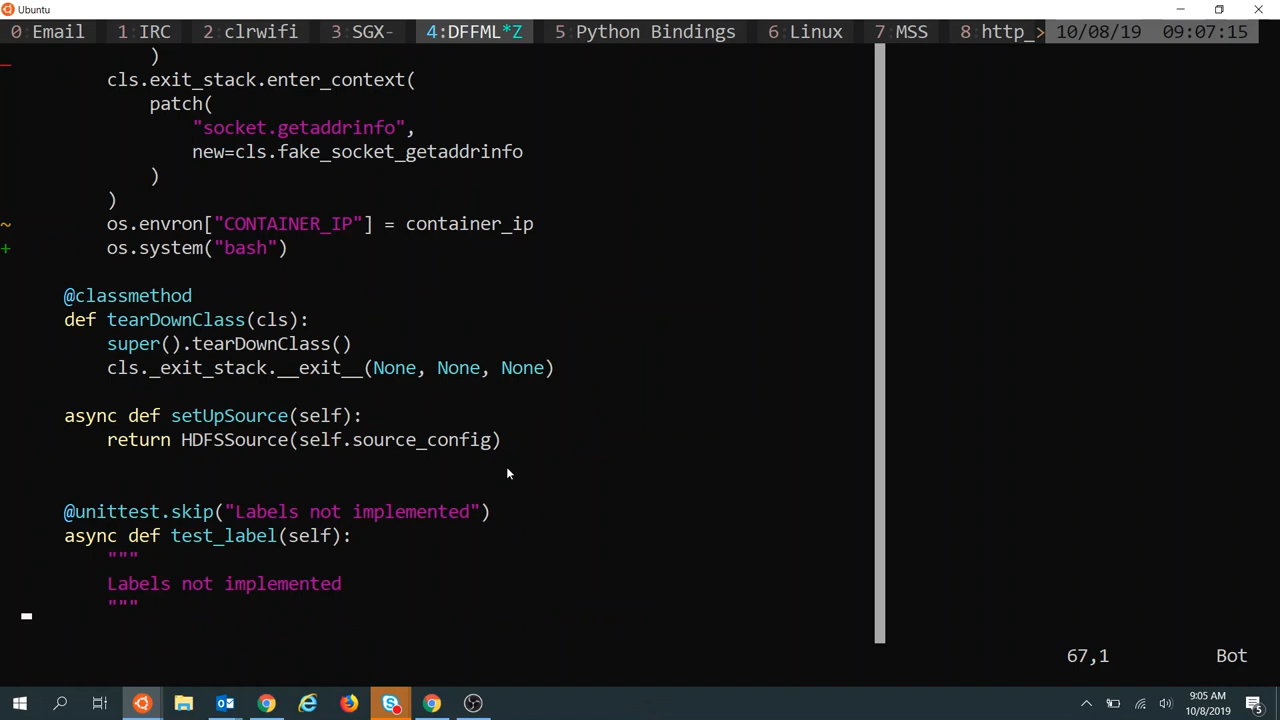 Ubuntu
0 Email 1 IRC 2 clrwifi 3 SGX- 4:DFFML*Z 5 Python Bindings 6 Linux 7 MSS 8 http_> 10/08/19 09:07:15
)
cls.exit_stack.enter_context(
patch(
"socket.getaddrinfo",
new=cls.fake_socket_getaddrinfo
)
)
~ os.envron["CONTAINER_IP"] = container_ip
+ os.system("bash")
@classmethod
def tearDownClass(cls):
super().tearDownClass()
cls._exit_stack.__exit__(None, None, None)
async def setUpSource(self):
return HDFSSource(self.source_config)
@unittest.skip("Labels not implemented")
async def test_label(self):
"""
Labels not implemented
"""
67,1 Bot
9:05 AM
10/8/2019
5